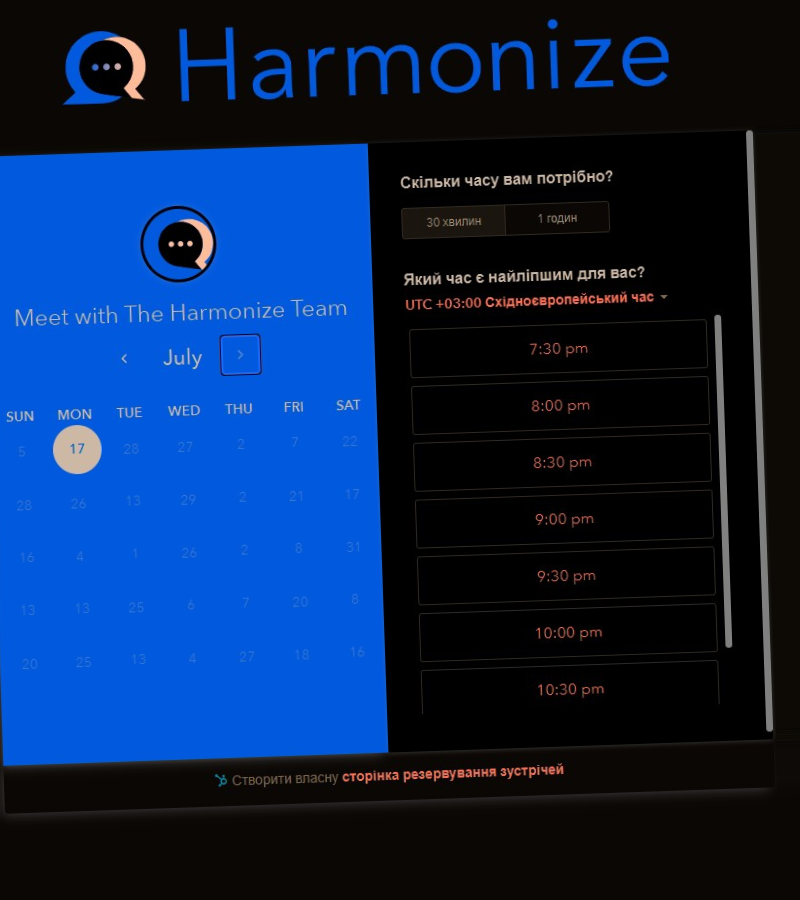 Harmonize
Meet with The Harmonize Team
July
SUN MON TUE WED THU FRI SAT
5 17 28 27 2 7 22
28 26 13 29 2 21 17
16 4 1 26 2 8 31
13 13 25 6 7 20 8
20 25 13 4 27 18 16
Скільки часу вам потрібно?
30 хвилин 1 годин
Який час є найліпшим для вас?
UTC +03:00 Східноєвропейський час
7:30 pm
8:00 pm
8:30 pm
9:00 pm
9:30 pm
10:00 pm
10:30 pm
Створити власну сторінка резервування зустрічей